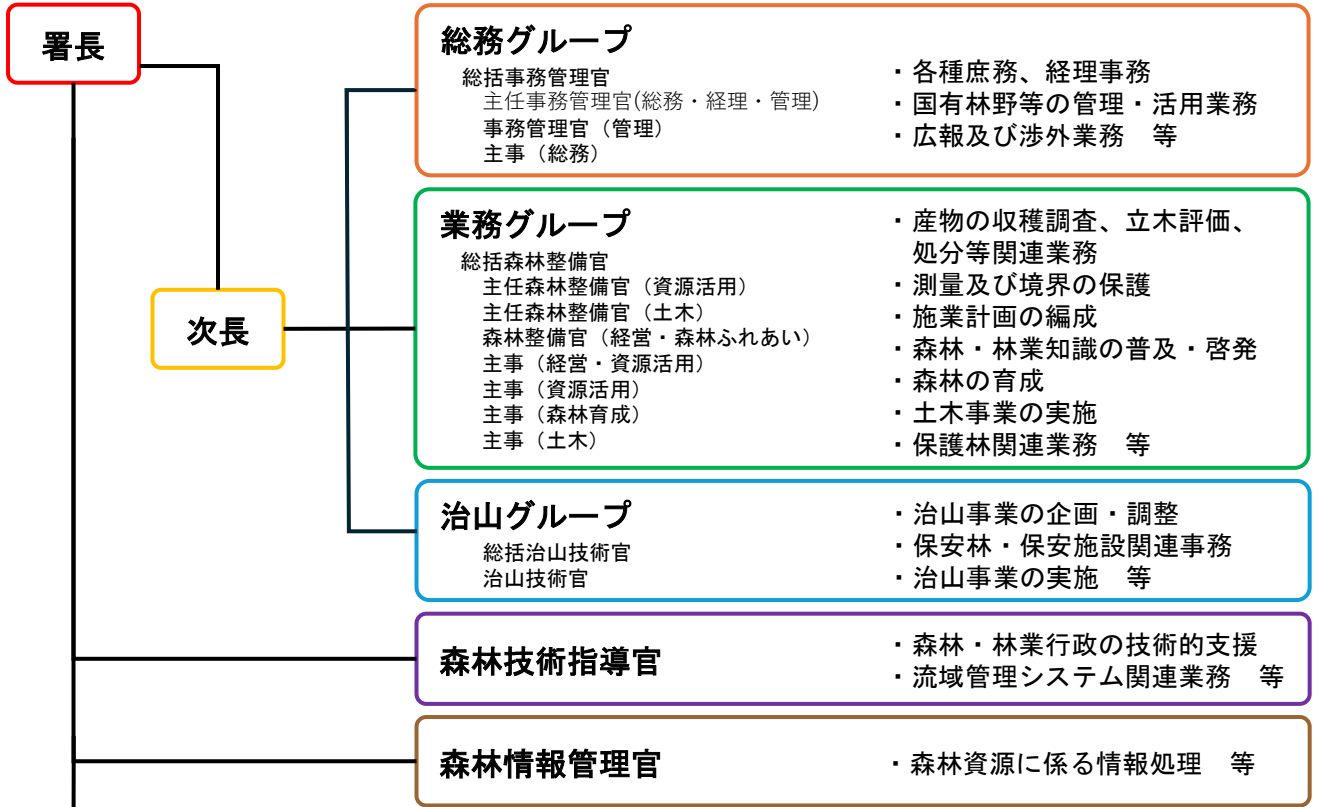 署長
次長
総務グループ
総括事務管理官
主任事務管理官(総務・経理・管理)
事務管理官（管理）
主事（総務）
・各種庶務、経理事務
・国有林野等の管理・活用業務
・広報及び渉外業務　等
業務グループ
総括森林整備官
主任森林整備官（資源活用）
主任森林整備官（土木）
森林整備官（経営・森林ふれあい）
主事（経営・資源活用）
主事（資源活用）
主事（森林育成）
主事（土木）
・産物の収穫調査、立木評価、
処分等関連業務
・測量及び境界の保護
・施業計画の編成
・森林・林業知識の普及・啓発
・森林の育成
・土木事業の実施
・保護林関連業務　等
治山グループ
総括治山技術官
治山技術官
・治山事業の企画・調整
・保安林・保安施設関連事務
・治山事業の実施　等
森林技術指導官
・森林・林業行政の技術的支援
・流域管理システム関連業務　等
森林情報管理官
・森林資源に係る情報処理　等